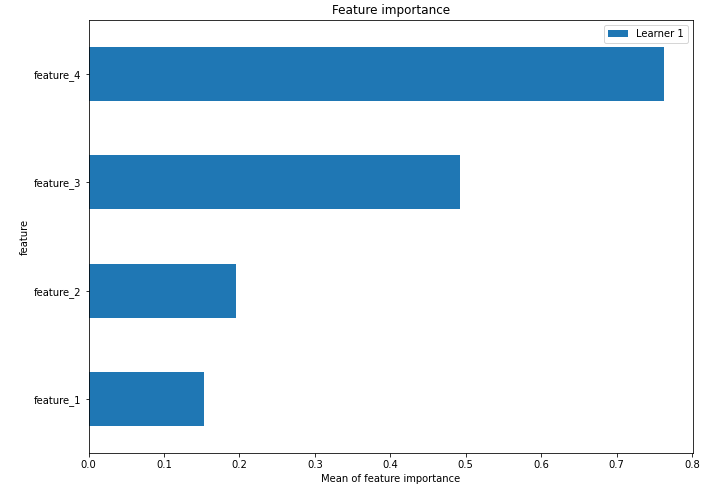 Feature importance
Learner 1
feature_4
feature_3
feature_2
feature_1
feature
0.0 0.1 0.2 0.3 0.4 0.5 0.6 0.7 0.8
Mean of feature importance